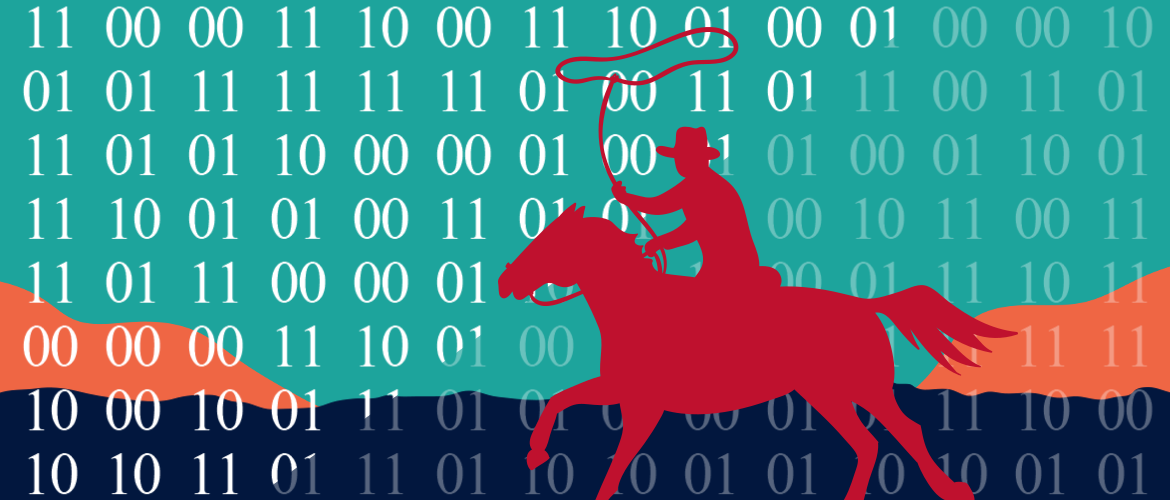 11 00 00 11 10 00 11 10 01 00 01 00 00 10
01 01 11 11 11 11 01 00 11 01 11 00 11 01
11 01 01 10 00 00 01 00 01 00 01 10 01
11 10 01 01 00 11 01 01 00 10 11 00 11
11 01 11 00 00 01 00 01 11 10 11
00 00 00 11 10 01 00 11 11
10 00 10 01 11 01 01 00 01 11 10 00
10 10 11 01 11 01 10 10 01 01 10 10 01 01